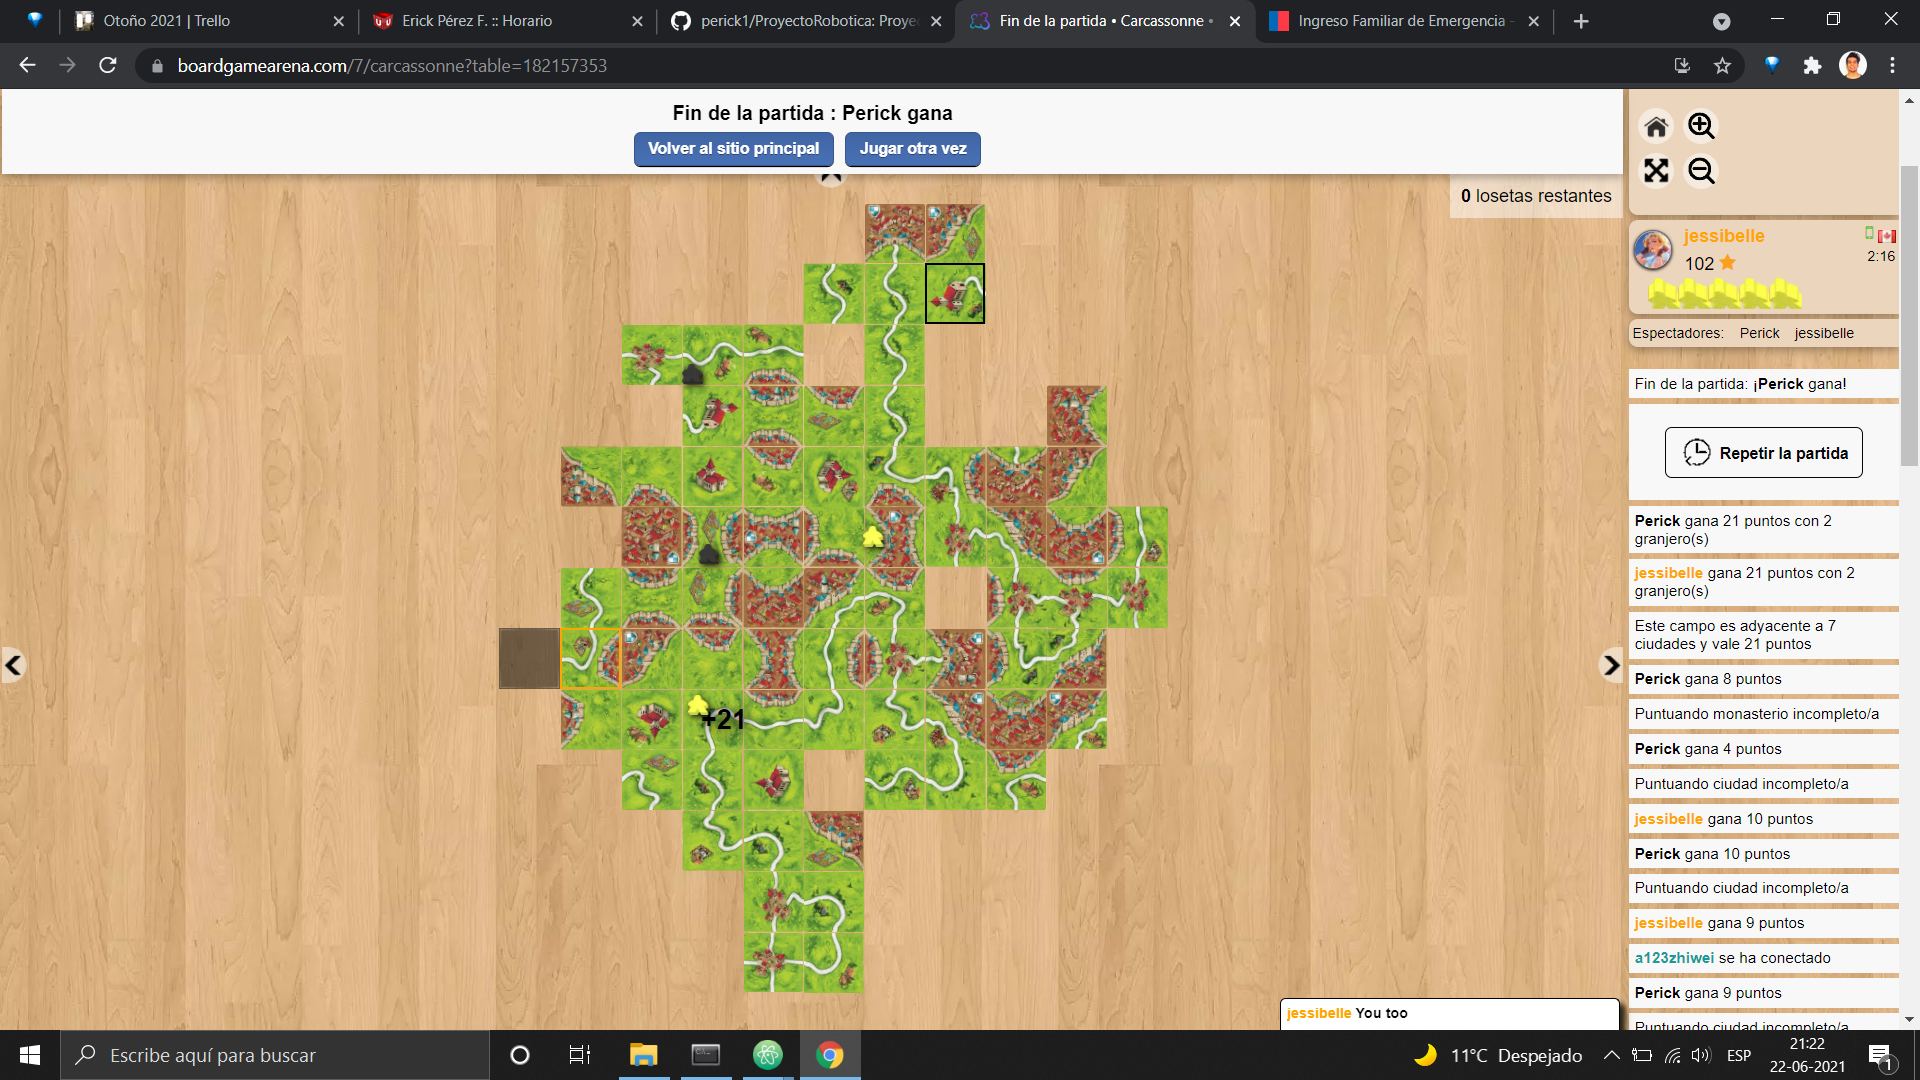 Otoño 2021 | Trello
Erick Pérez F. :: Horario
perick1/ProyectoRobotica: Proye
Fin de la partida • Carcassonne •
Ingreso Familiar de Emergencia -
boardgamearena.com/7/carcassonne?table=182157353
Fin de la partida : Perick gana
Volver al sitio principal
Jugar otra vez
0 losetas restantes
jessibelle
102
2:16
Espectadores: Perick jessibelle
Fin de la partida: ¡Perick gana!
Repetir la partida
Perick gana 21 puntos con 2
granjero(s)
jessibelle gana 21 puntos con 2
granjero(s)
Este campo es adyacente a 7
ciudades y vale 21 puntos
Perick gana 8 puntos
Puntuando monasterio incompleto/a
Perick gana 4 puntos
Puntuando ciudad incompleto/a
jessibelle gana 10 puntos
Perick gana 10 puntos
Puntuando ciudad incompleto/a
jessibelle gana 9 puntos
a123zhiwei se ha conectado
Perick gana 9 puntos
Puntuando ciudad incompleto/a
+21
jessibelle You too
Escribe aquí para buscar
11°C Despejado
ESP
21:22
22-06-2021
1